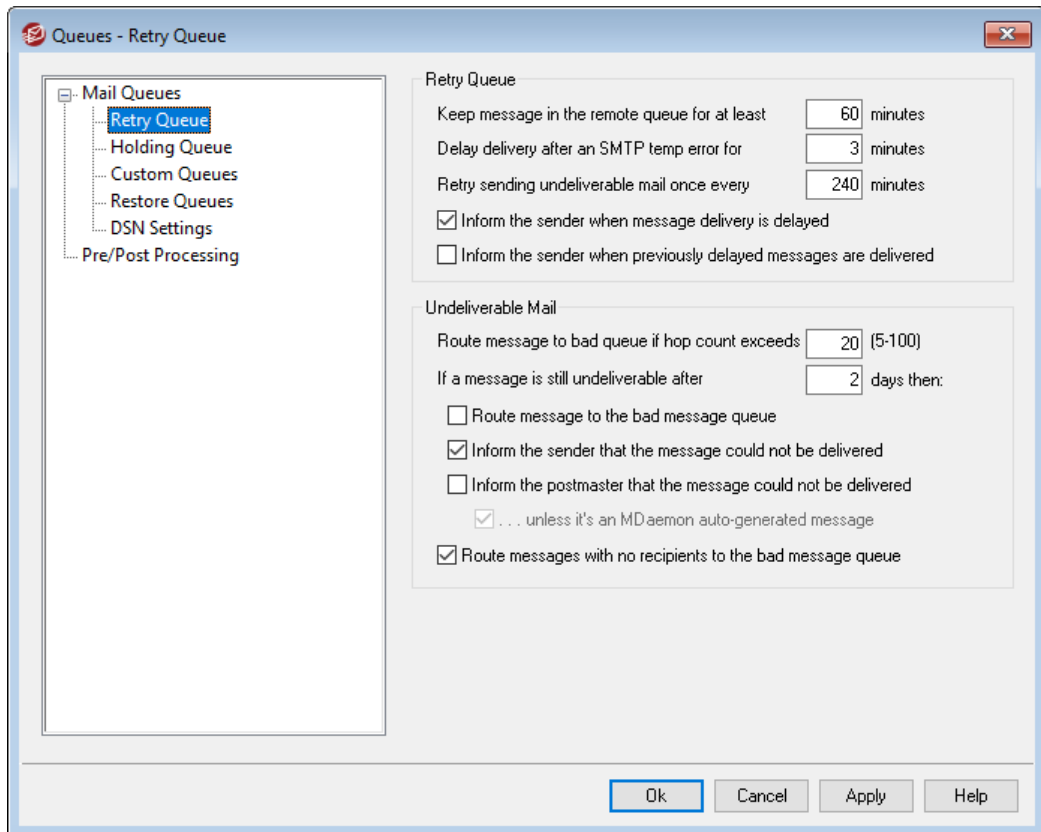 Queues - Retry Queue
Mail Queues
Retry Queue
Holding Queue
Custom Queues
Restore Queues
DSN Settings
Pre/Post Processing
Retry Queue
Keep message in the remote queue for at least 60 minutes
Delay delivery after an SMTP temp error for 3 minutes
Retry sending undeliverable mail once every 240 minutes
Inform the sender when message delivery is delayed
Inform the sender when previously delayed messages are delivered
Undeliverable Mail
Route message to bad queue if hop count exceeds 20 (5-100)
If a message is still undeliverable after 2 days then:
Route message to the bad message queue
Inform the sender that the message could not be delivered
Inform the postmaster that the message could not be delivered
. . . unless it's an MDaemon auto-generated message
Route messages with no recipients to the bad message queue
Ok Cancel Apply Help